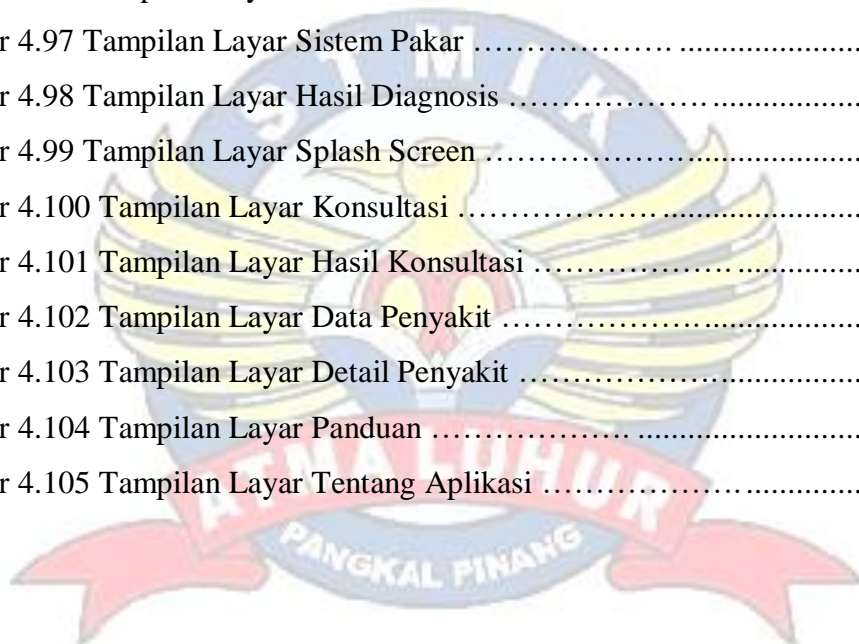 r 4.97 Tampilan Layar Sistem Pakar ………………… ......................
r 4.98 Tampilan Layar Hasil Diagnosis ………………… ..................
r 4.99 Tampilan Layar Splash Screen …………………......................
r 4.100 Tampilan Layar Konsultasi ………………… ........................
r 4.101 Tampilan Layar Hasil Konsultasi ………………… ...............
r 4.102 Tampilan Layar Data Penyakit …………………...................
r 4.103 Tampilan Layar Detail Penyakit …………………................
r 4.104 Tampilan Layar Panduan ………………… ...........................
r 4.105 Tampilan Layar Tentang Aplikasi ………………… ..............
STMIK
ATMA LUHUR
PANGKAL PINANG